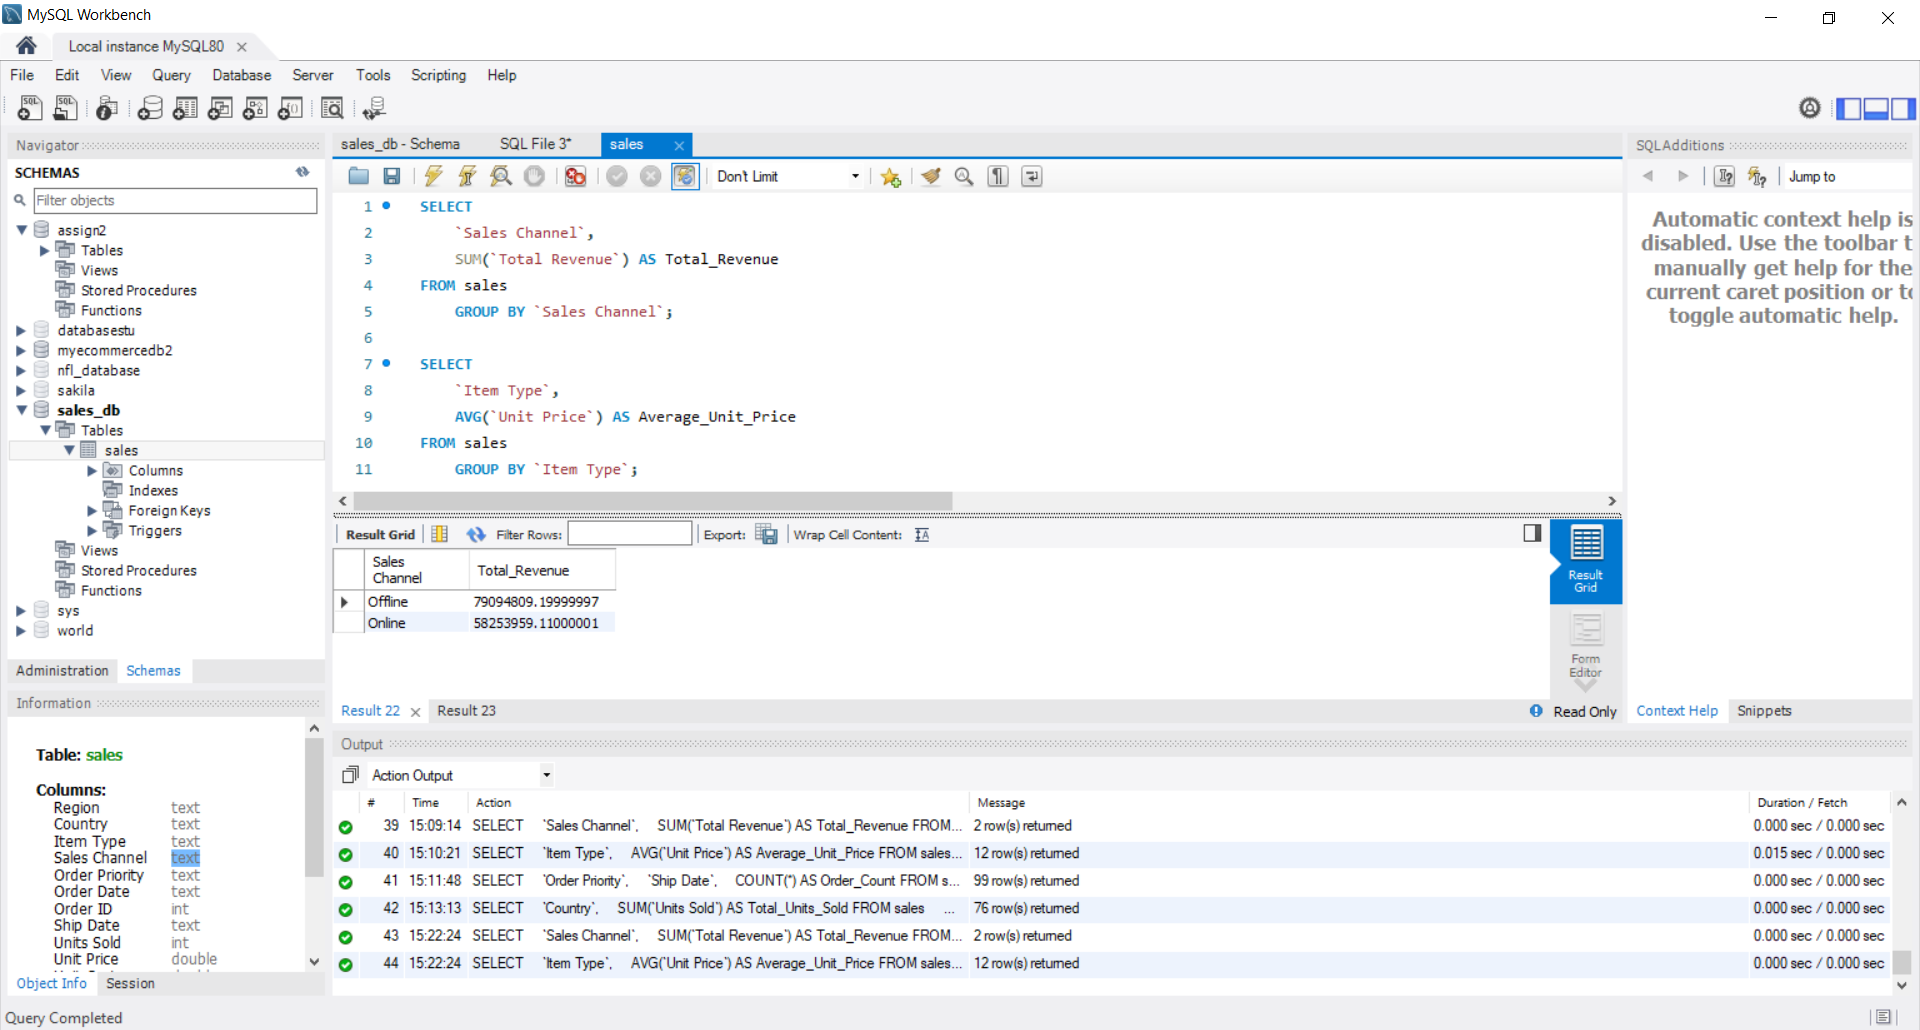 MySQL Workbench
Local instance MySQL80
File Edit View Query Database Server Tools Scripting Help
Navigator
SCHEMAS
Filter objects
assign2
Tables
Views
Stored Procedures
Functions
databasestu
myecommercedb2
nfl_database
sakila
sales_db
Tables
sales
Columns
Indexes
Foreign Keys
Triggers
Views
Stored Procedures
Functions
sys
world
Administration Schemas
Information
Table: sales
Columns:
Region text
Country text
Item Type text
Sales Channel text
Order Priority text
Order Date text
Order ID int
Ship Date text
Units Sold int
Unit Price double
Object Info Session
sales_db - Schema SQL File 3* sales
Don't Limit
1 SELECT
2 `Sales Channel`,
3 SUM(`Total Revenue`) AS Total_Revenue
4 FROM sales
5 GROUP BY `Sales Channel`;
6
7 SELECT
8 `Item Type`,
9 AVG(`Unit Price`) AS Average_Unit_Price
10 FROM sales
11 GROUP BY `Item Type`;
Result Grid Filter Rows: Export: Wrap Cell Content:
Sales Channel Total_Revenue
Offline 79094809.19999997
Online 58253959.11000001
Result Grid
Form Editor
Result 22 Result 23 Read Only
SQLAdditions
Jump to
Automatic context help is
disabled. Use the toolbar t
manually get help for the
current caret position or to
toggle automatic help.
Context Help Snippets
Output
Action Output
# Time Action Message Duration / Fetch
39 15:09:14 SELECT `Sales Channel`, SUM(`Total Revenue`) AS Total_Revenue FROM... 2 row(s) returned 0.000 sec / 0.000 sec
40 15:10:21 SELECT `Item Type`, AVG(`Unit Price`) AS Average_Unit_Price FROM sales... 12 row(s) returned 0.015 sec / 0.000 sec
41 15:11:48 SELECT `Order Priority`, `Ship Date`, COUNT(*) AS Order_Count FROM s... 99 row(s) returned 0.000 sec / 0.000 sec
42 15:13:13 SELECT `Country`, SUM(`Units Sold`) AS Total_Units_Sold FROM sales ... 76 row(s) returned 0.000 sec / 0.000 sec
43 15:22:24 SELECT `Sales Channel`, SUM(`Total Revenue`) AS Total_Revenue FROM... 2 row(s) returned 0.000 sec / 0.000 sec
44 15:22:24 SELECT `Item Type`, AVG(`Unit Price`) AS Average_Unit_Price FROM sales... 12 row(s) returned 0.000 sec / 0.000 sec
Query Completed